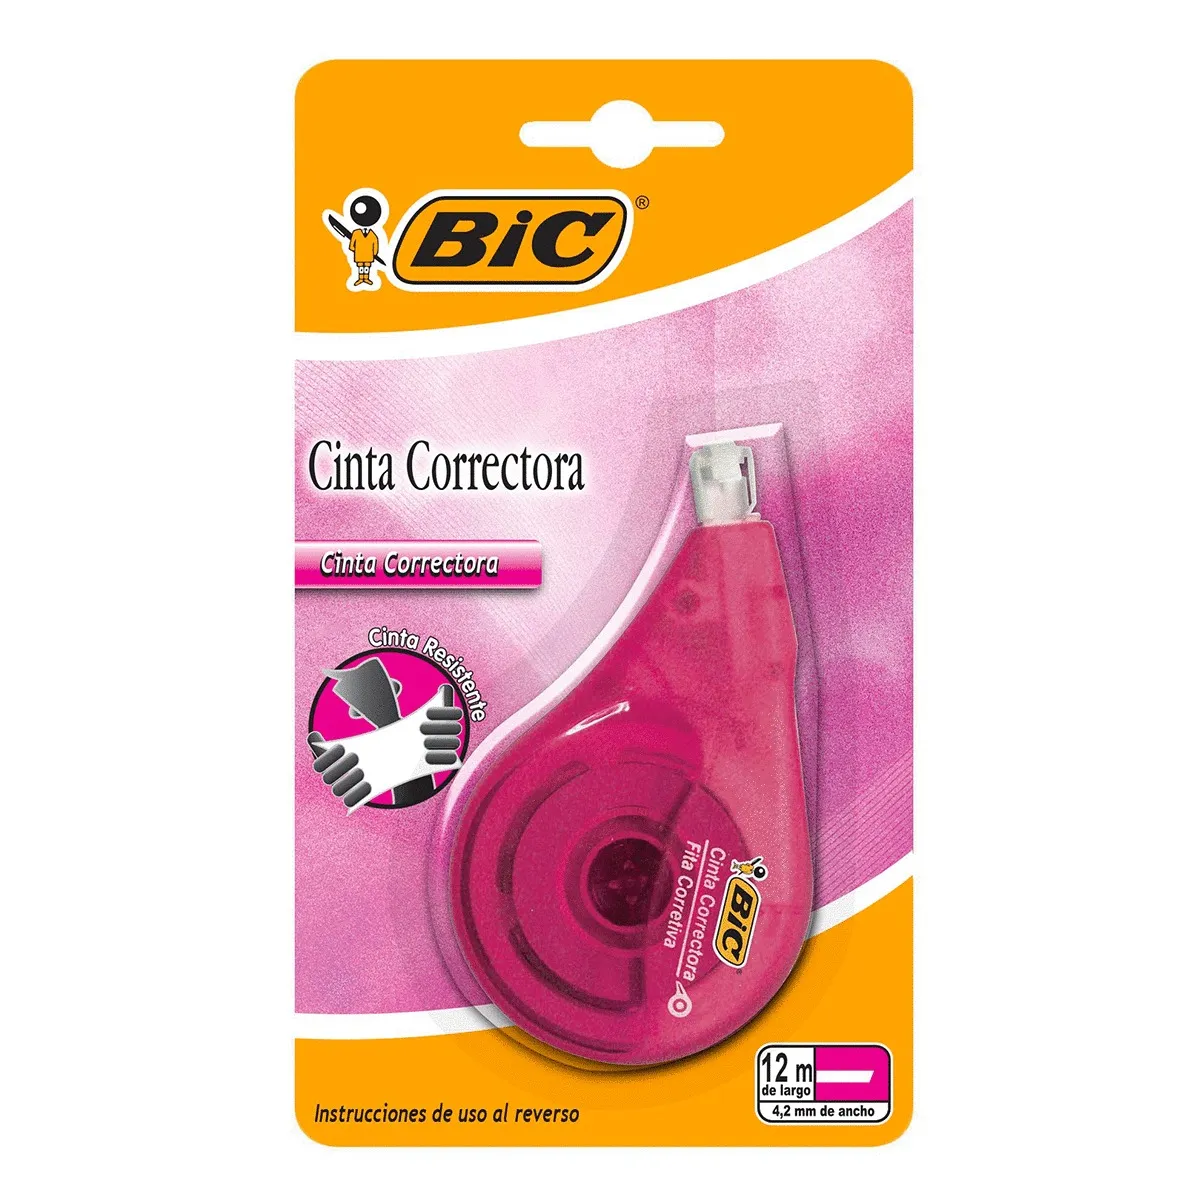 BiC®
Cinta Correctora
Cinta Correctora
Cinta Resistente
BiC
Cinta Correctora
Fita Corretiva
12 m
de largo
4,2 mm de ancho
Instrucciones de uso al reverso